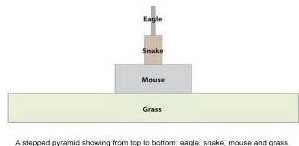 Eagle
Snake
Mouse
Grass
A stepped pyramid showing from top to bottom: eagle, snake, mouse and grass.